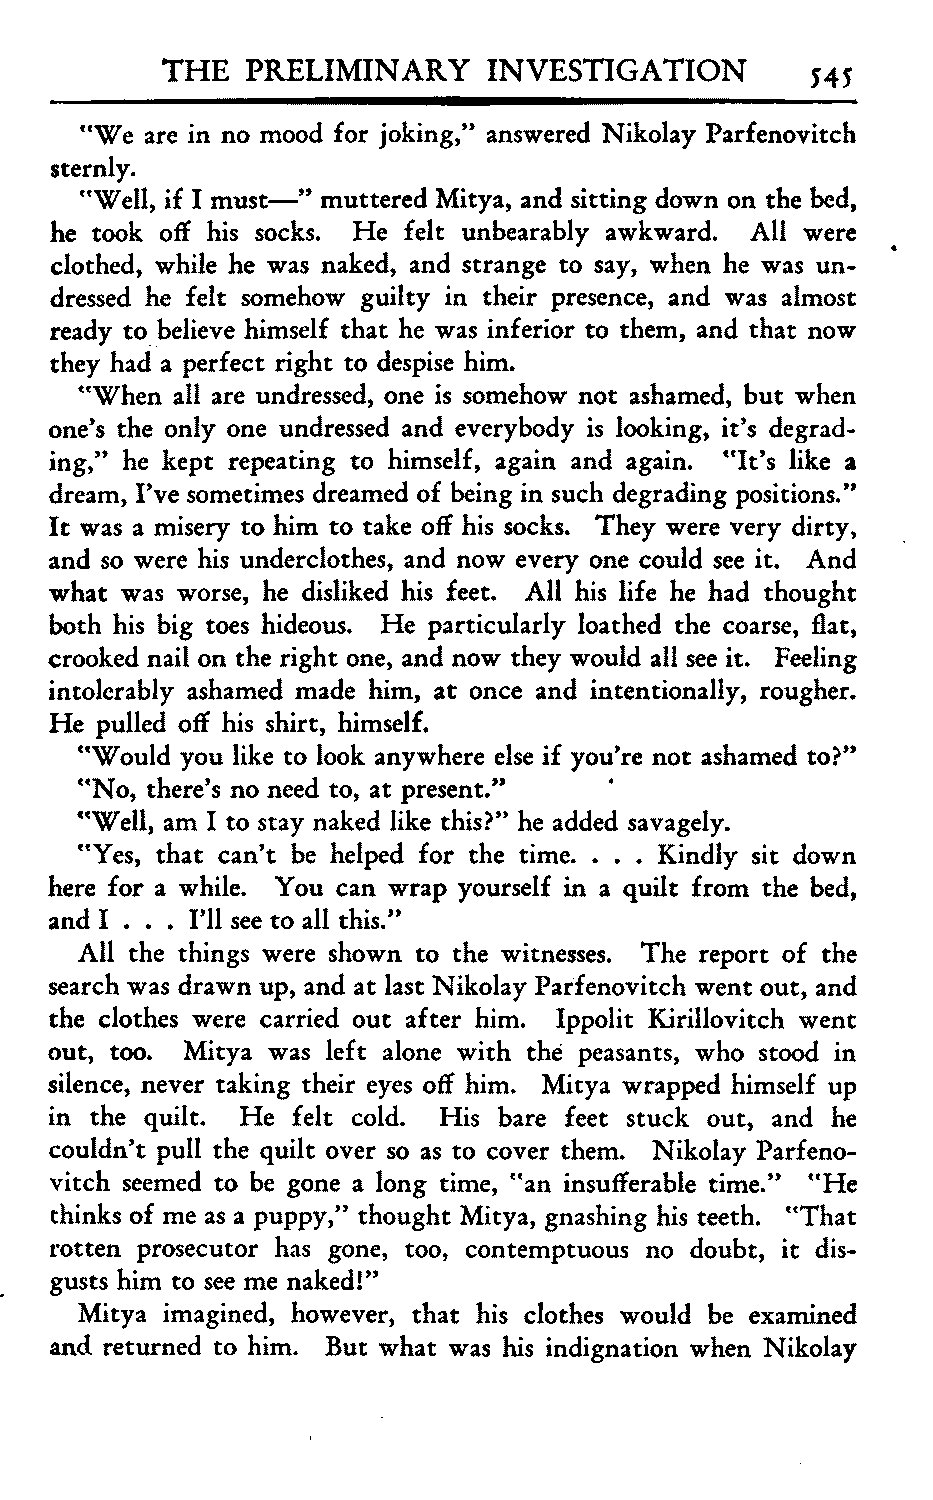 THE PRELIMINARY INVESTIGATION 545
"We are in no mood for joking," answered Nikolay Parfenovitch
sternly.
"Well, if I must—" muttered Mitya, and sitting down on the bed,
he took off his socks. He felt unbearably awkward. All were
clothed, while he was naked, and strange to say, when he was un-
dressed he felt somehow guilty in their presence, and was almost
ready to believe himself that he was inferior to them, and that now
they had a perfect right to despise him.
"When all are undressed, one is somehow not ashamed, but when
one's the only one undressed and everybody is looking, it's degrad-
ing," he kept repeating to himself, again and again. "It's like a
dream, I've sometimes dreamed of being in such degrading positions."
It was a misery to him to take off his socks. They were very dirty,
and so were his underclothes, and now every one could see it. And
what was worse, he disliked his feet. All his life he had thought
both his big toes hideous. He particularly loathed the coarse, flat,
crooked nail on the right one, and now they would all see it. Feeling
intolerably ashamed made him, at once and intentionally, rougher.
He pulled off his shirt, himself.
"Would you like to look anywhere else if you're not ashamed to?"
"No, there's no need to, at present."
"Well, am I to stay naked like this?" he added savagely.
"Yes, that can't be helped for the time. . . . Kindly sit down
here for a while. You can wrap yourself in a quilt from the bed,
and I . . . I'll see to all this."
All the things were shown to the witnesses. The report of the
search was drawn up, and at last Nikolay Parfenovitch went out, and
the clothes were carried out after him. Ippolit Kirillovitch went
out, too. Mitya was left alone with the peasants, who stood in
silence, never taking their eyes off him. Mitya wrapped himself up
in the quilt. He felt cold. His bare feet stuck out, and he
couldn't pull the quilt over so as to cover them. Nikolay Parfeno-
vitch seemed to be gone a long time, "an insufferable time." "He
thinks of me as a puppy," thought Mitya, gnashing his teeth. "That
rotten prosecutor has gone, too, contemptuous no doubt, it dis-
gusts him to see me naked!"
Mitya imagined, however, that his clothes would be examined
and returned to him. But what was his indignation when Nikolay